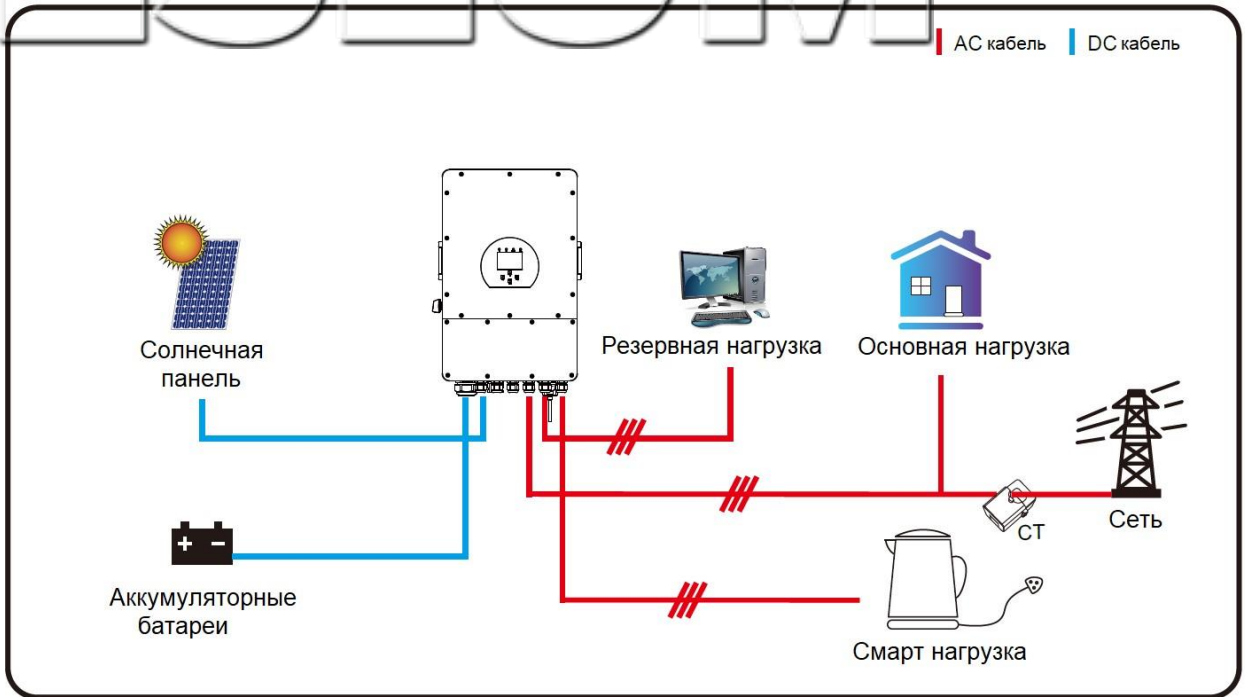 AC кабель
DC кабель
Солнечная
панель
Резервная нагрузка
Основная нагрузка
CT
Сеть
Аккумуляторные
батареи
Смарт нагрузка